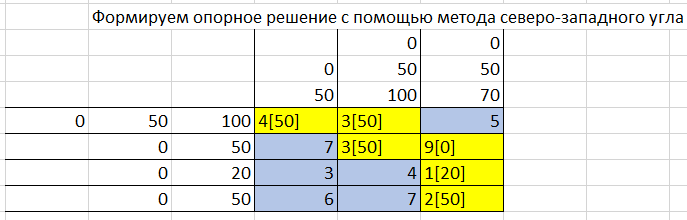 Формируем опорное решение с помощью метода северо-западного угла
0 0
0 50 50
50 100 70
0 50 100 4[50] 3[50] 5
0 50 7 3[50] 9[0]
0 20 3 4 1[20]
0 50 6 7 2[50]